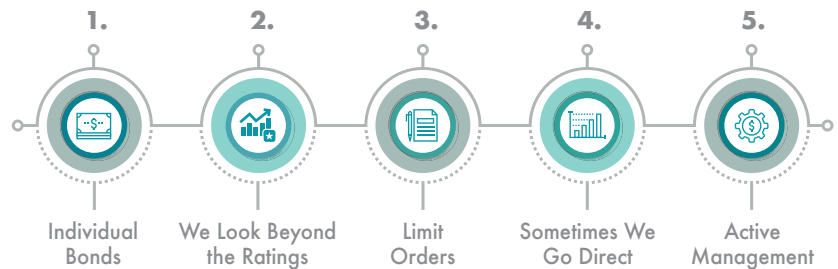 1.
2.
3.
4.
5.
$
$
Individual
Bonds
We Look Beyond
the Ratings
Limit
Orders
Sometimes We
Go Direct
Active
Management